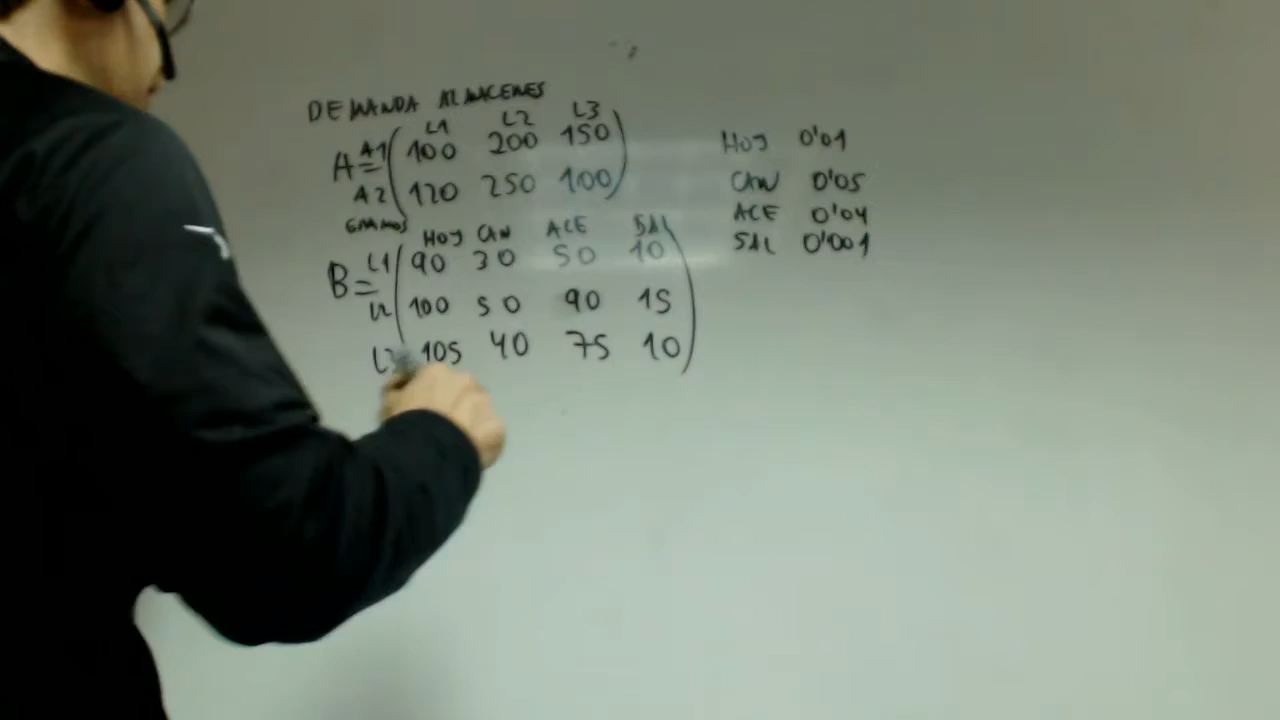 DEMANDA ALMACENES
L1 L2 L3
A= A1 100 200 150
A2 120 250 100
GRAMOS HOJ CAN ACE SAL
B= L1 90 30 50 10
L2 100 50 90 15
L3 105 40 75 10
HOJ 0'01
CAN 0'05
ACE 0'04
SAL 0'001